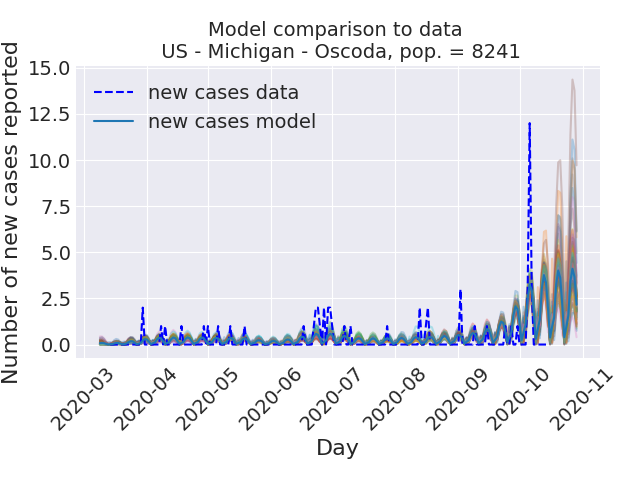 Model comparison to data
US - Michigan - Oscoda, pop. = 8241
Number of new cases reported
15.0
12.5
10.0
7.5
5.0
2.5
0.0
new cases data
new cases model
2020-03
2020-04
2020-05
2020-06
2020-07
2020-08
2020-09
2020-10
2020-11
Day